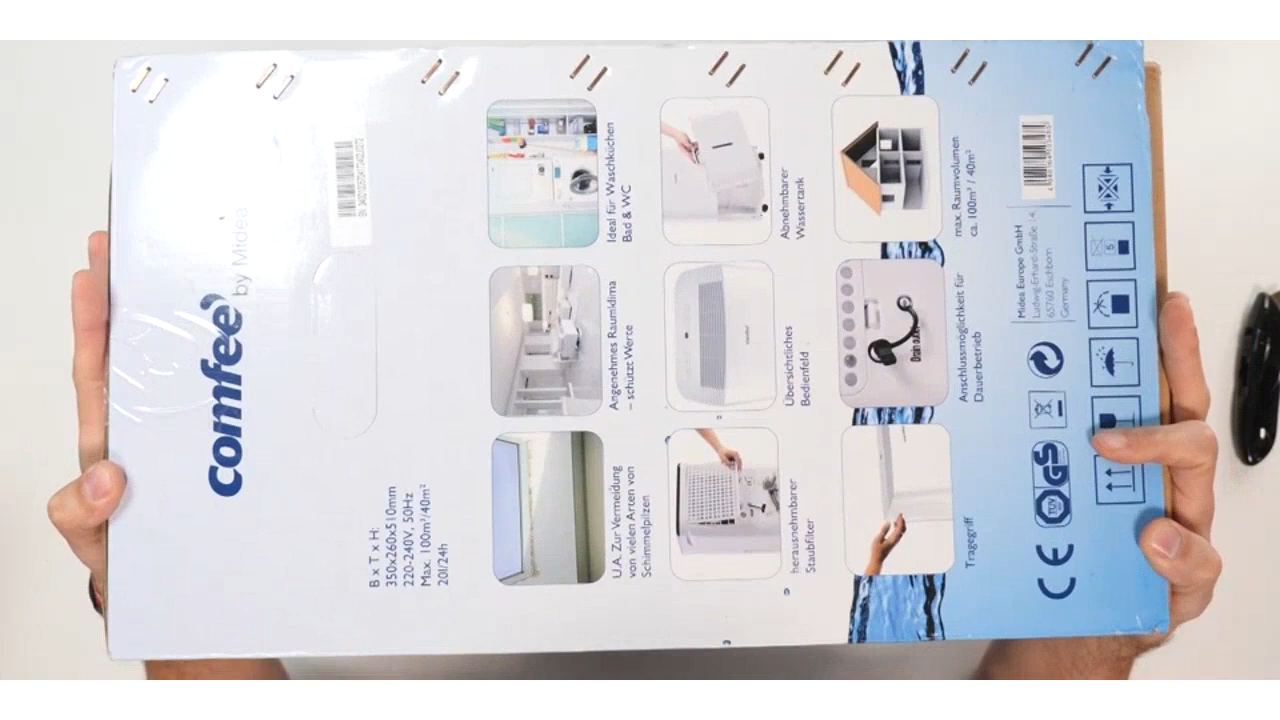 comfee
by Midea
B x T x H:
350x260x510mm
220-240V, 50Hz
Max. 100m³/40m²
20l/24h
Ideal für Waschküchen
Bad & WC
Angenehmes Raumklima
– schützt Werte
U.A. Zur Vermeidung
von vielen Arten von
Schimmelpilzen
Abnehmbarer
Wassertank
Übersichtliches
Bedienfeld
herausnehmbarer
Staubfilter
max. Raumvolumen
ca. 100m³ / 40m²
Anschlussmöglichkeit für
Dauerbetrieb
Tragegriff
Midea Europe GmbH
Ludwig-Erhard-Straße 14,
65760 Eschborn
Germany
CE
TÜV
GS
5